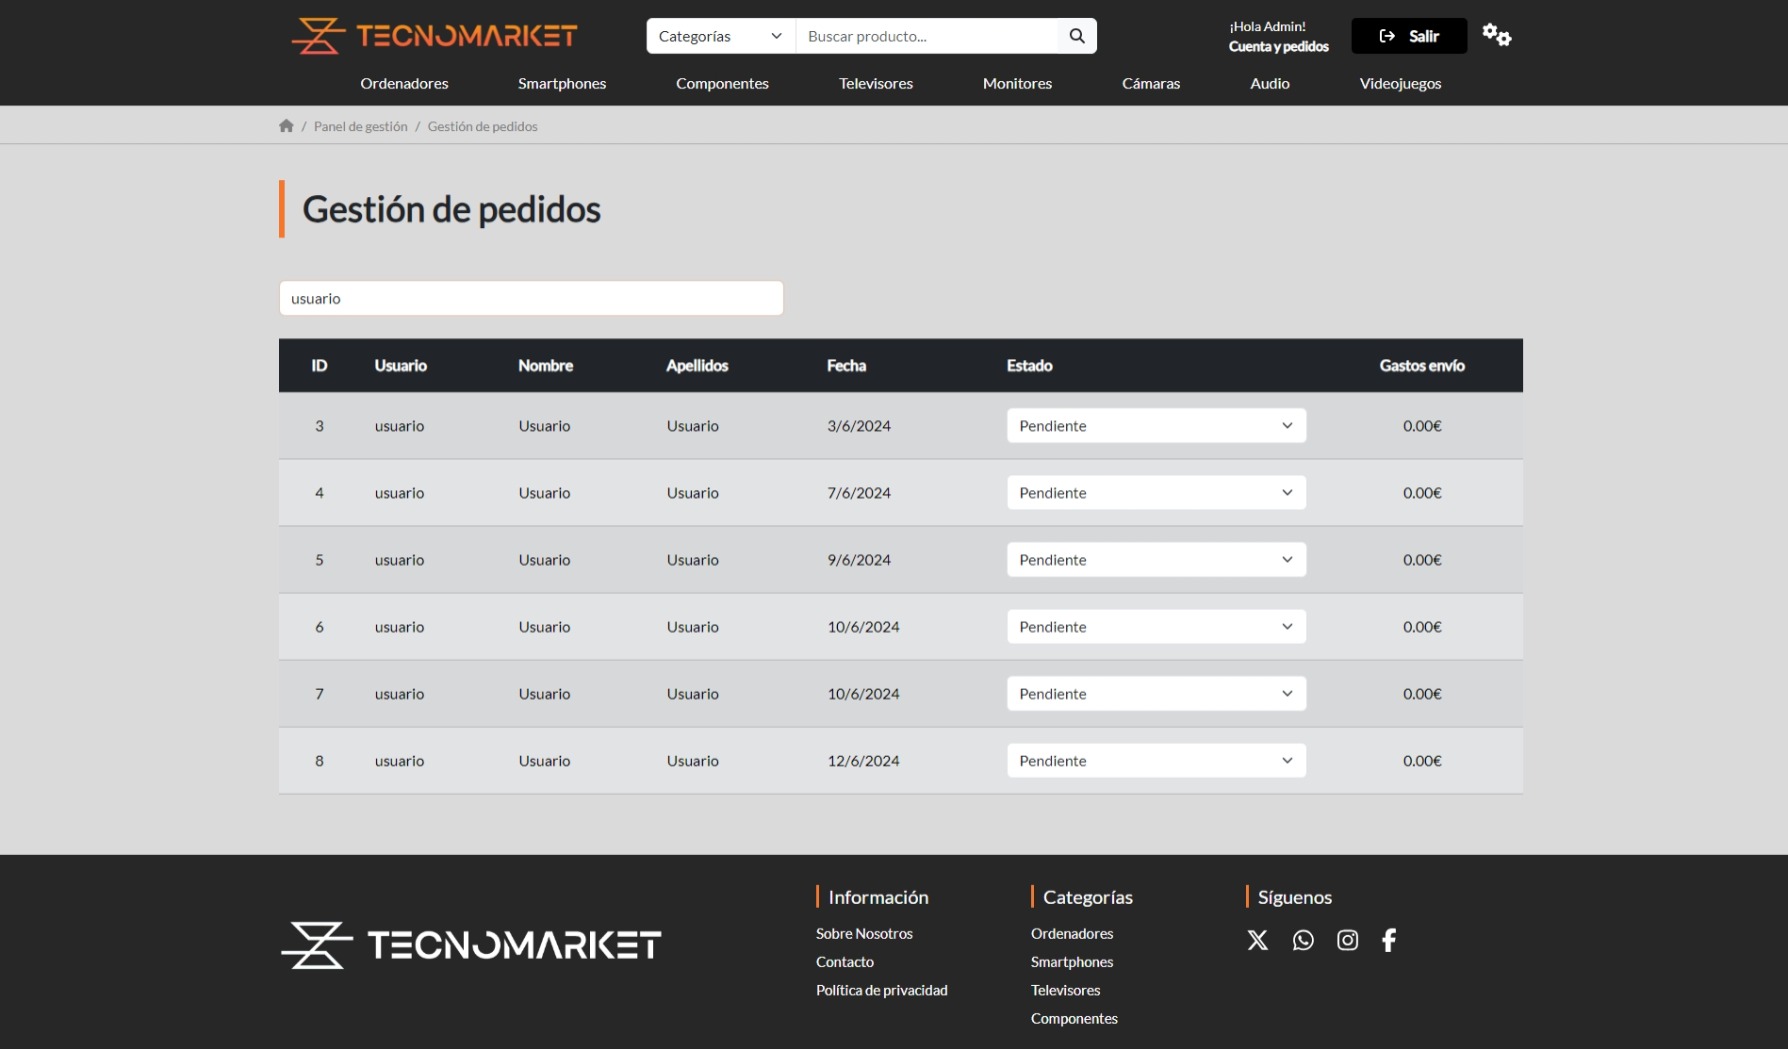 TECNOMARKET
Categorías
Buscar producto...
¡Hola Admin!
Cuenta y pedidos
Salir
Ordenadores Smartphones Componentes Televisores Monitores Cámaras Audio Videojuegos
/ Panel de gestión / Gestión de pedidos
Gestión de pedidos
usuario
ID Usuario Nombre Apellidos Fecha Estado Gastos envío
3 usuario Usuario Usuario 3/6/2024 Pendiente 0.00€
4 usuario Usuario Usuario 7/6/2024 Pendiente 0.00€
5 usuario Usuario Usuario 9/6/2024 Pendiente 0.00€
6 usuario Usuario Usuario 10/6/2024 Pendiente 0.00€
7 usuario Usuario Usuario 10/6/2024 Pendiente 0.00€
8 usuario Usuario Usuario 12/6/2024 Pendiente 0.00€
TECNOMARKET
Información
Sobre Nosotros
Contacto
Política de privacidad
Categorías
Ordenadores
Smartphones
Televisores
Componentes
Síguenos